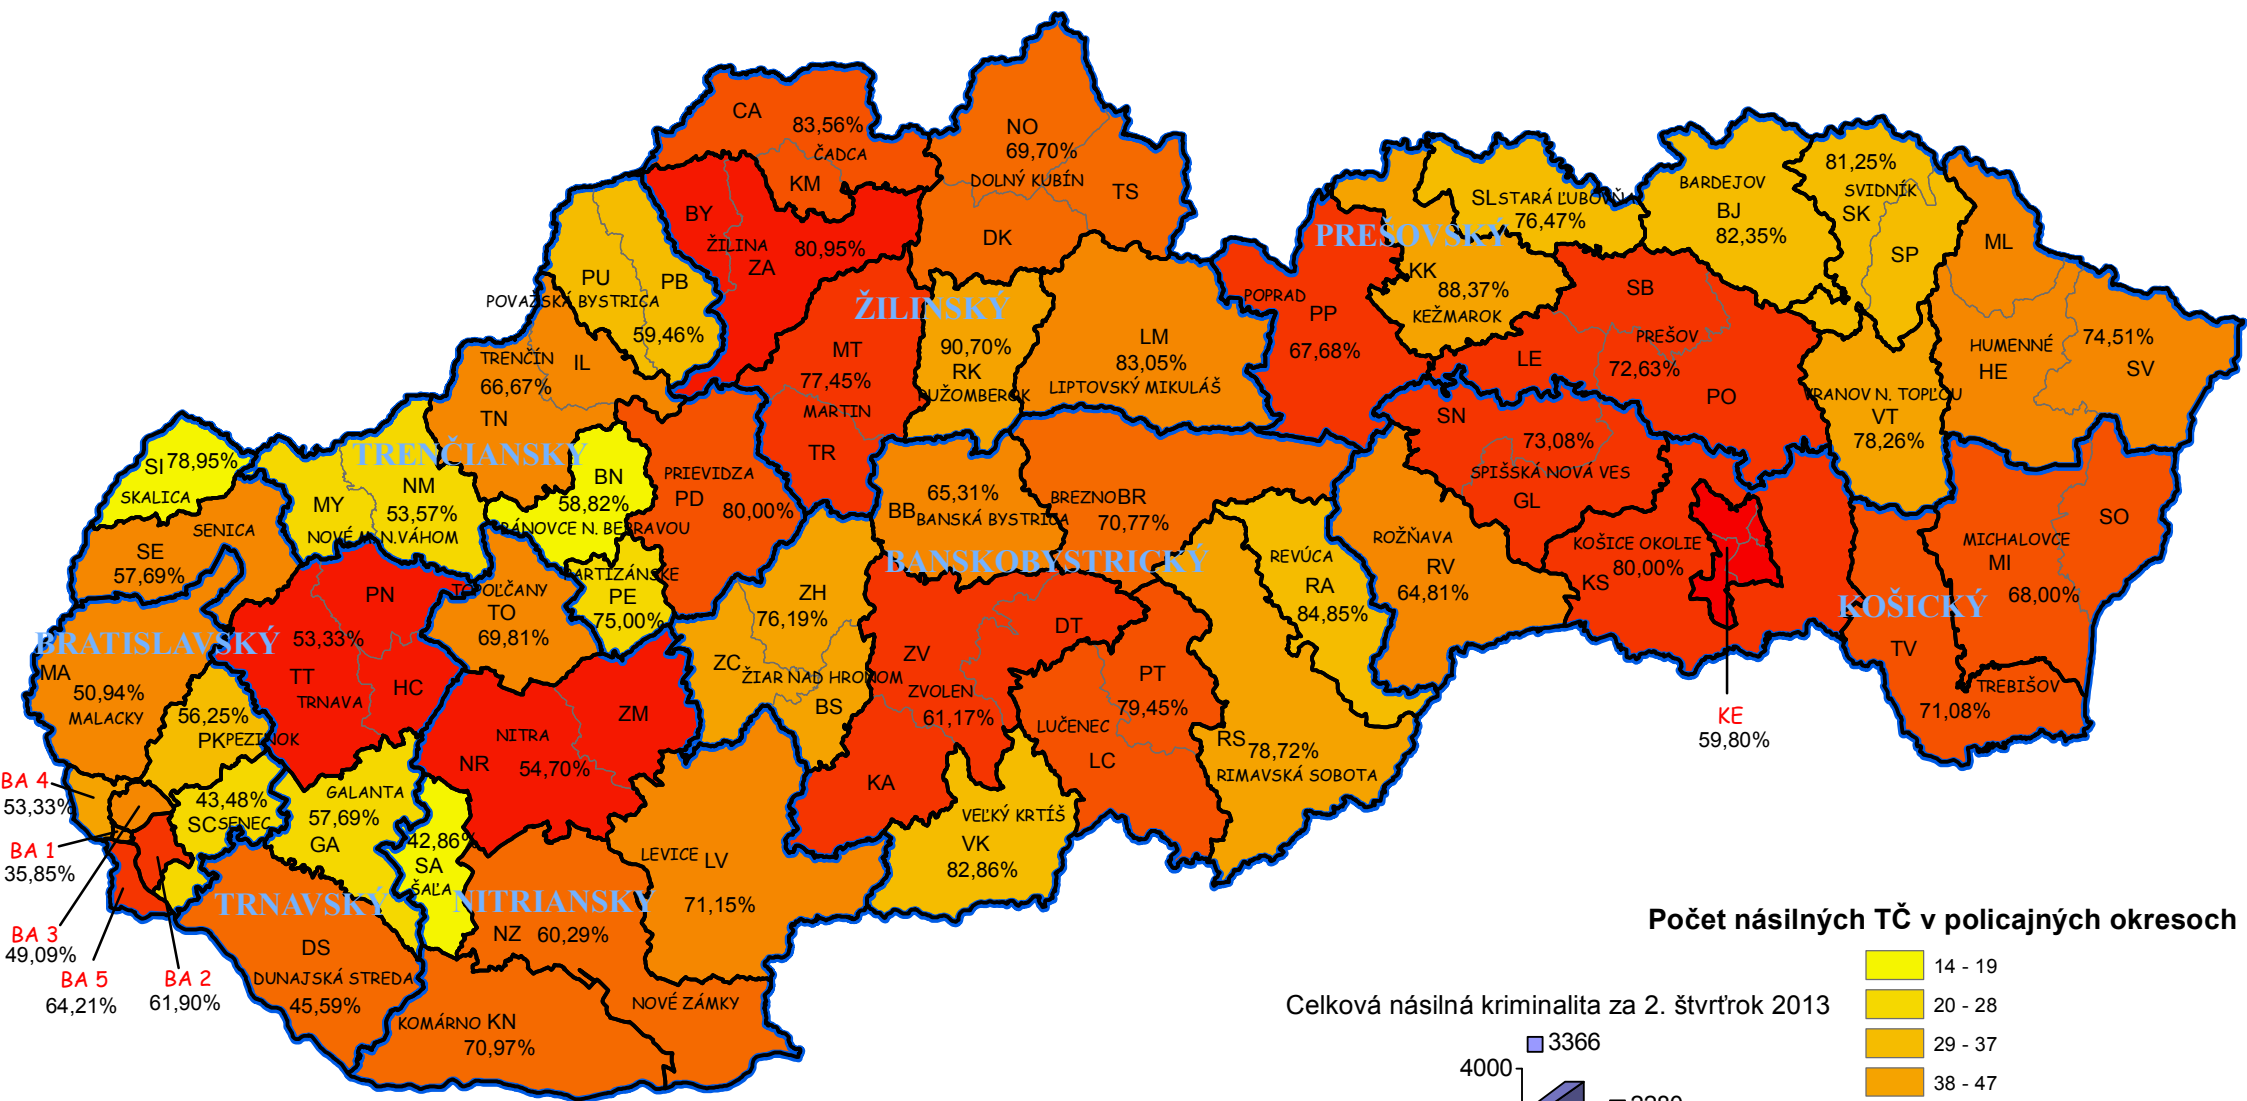 CA
83,56%
ČADCA
KM
NO
69,70%
DOLNÝ KUBÍN
TS
DK
BY
ŽILINA
ZA
80,95%
PU
PB
POVAŽSKÁ BYSTRICA
59,46%
ŽILINSKÝ
MT
77,45%
MARTIN
TR
90,70%
RK
RUŽOMBEROK
LM
83,05%
LIPTOVSKÝ MIKULÁŠ
PREŠOVSKÝ
POPRAD
PP
67,68%
SL STARÁ ĽUBOVŇA
76,47%
KK
88,37%
KEŽMAROK
BARDEJOV
BJ
82,35%
81,25%
SVIDNÍK
SK
SP
ML
HUMENNÉ
HE
74,51%
SV
SB
PREŠOV
LE
72,63%
PO
VRANOV N. TOPĽOU
VT
78,26%
TRENČÍN
66,67%
IL
TN
TRENČIANSKY
SI 78,95%
SKALICA
MY
NM
53,57%
NOVÉ M. N.VÁHOM
BN
58,82%
BÁNOVCE N. BEBRAVOU
PRIEVIDZA
PD
80,00%
SENICA
SE
57,69%
PARTIZÁNSKE
PE
75,00%
TOPOĽČANY
TO
69,81%
65,31%
BB BANSKÁ BYSTRICA
BREZNO BR
70,77%
BANSKOBYSTRICKÝ
SN
73,08%
SPIŠSKÁ NOVÁ VES
GL
ROŽŇAVA
RV
64,81%
REVÚCA
RA
84,85%
KOŠICE OKOLIE
80,00%
KS
KE
59,80%
KOŠICKÝ
MICHALOVCE
MI
68,00%
SO
TV
TREBIŠOV
71,08%
BRATISLAVSKÝ
MA
50,94%
MALACKY
PN
53,33%
TT
TRNAVA
HC
56,25%
PK PEZINOK
ZH
76,19%
ZC
ŽIAR NAD HRONOM
BS
ZV
ZVOLEN
61,17%
KA
DT
PT
79,45%
LUČENEC
LC
RS 78,72%
RIMAVSKÁ SOBOTA
NITRA
NR
54,70%
ZM
43,48%
SC SENEC
GALANTA
57,69%
GA
42,86%
SA
ŠAĽA
LEVICE LV
71,15%
VEĽKÝ KRTÍŠ
VK
82,86%
BA 4
53,33%
BA 1
35,85%
BA 3
49,09%
BA 5
64,21%
BA 2
61,90%
TRNAVSKÝ
DS
DUNAJSKÁ STREDA
45,59%
NITRIANSKY
NZ 60,29%
NOVÉ ZÁMKY
KOMÁRNO KN
70,97%
Počet násilných TČ v policajných okresoch
14 - 19
20 - 28
29 - 37
38 - 47
Celková násilná kriminalita za 2. štvrťrok 2013
3366
4000